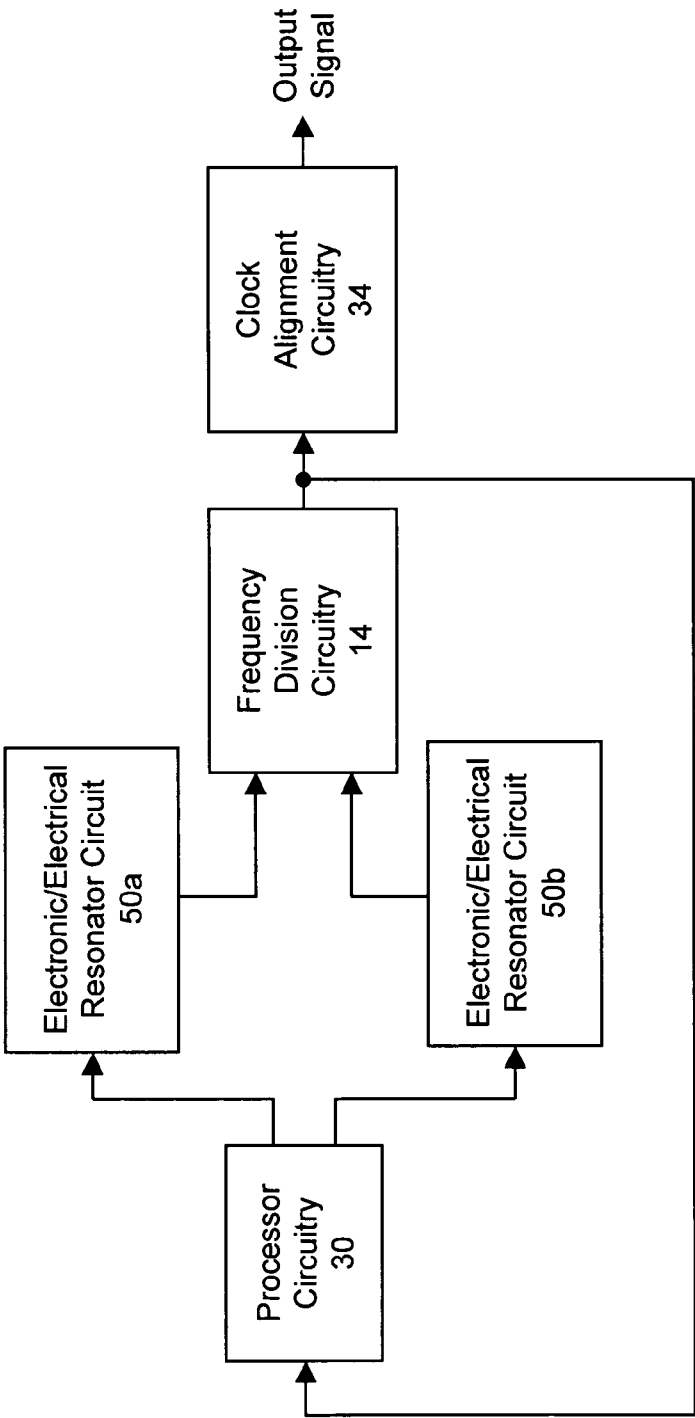 Processor
Circuitry
30
Electronic/Electrical
Resonator Circuit
50a
Electronic/Electrical
Resonator Circuit
50b
Frequency
Division
Circuitry
14
Clock
Alignment
Circuitry
34
Output
Signal